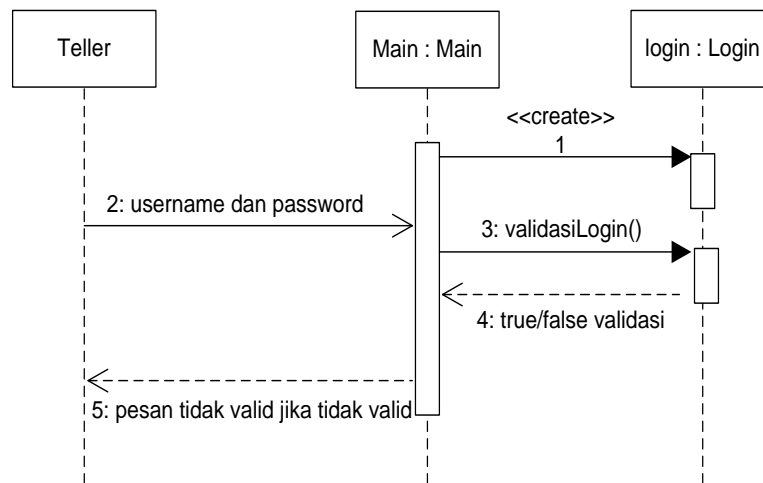 Teller
Main : Main
login : Login
<<create>>
1
2: username dan password
3: validasiLogin()
4: true/false validasi
5: pesan tidak valid jika tidak valid